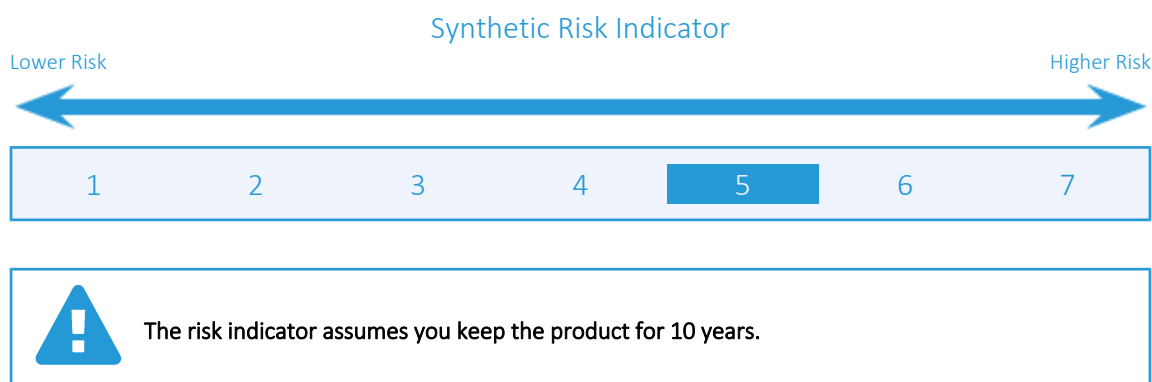 Synthetic Risk Indicator
Lower Risk Higher Risk
1 2 3 4 5 6 7
The risk indicator assumes you keep the product for 10 years.